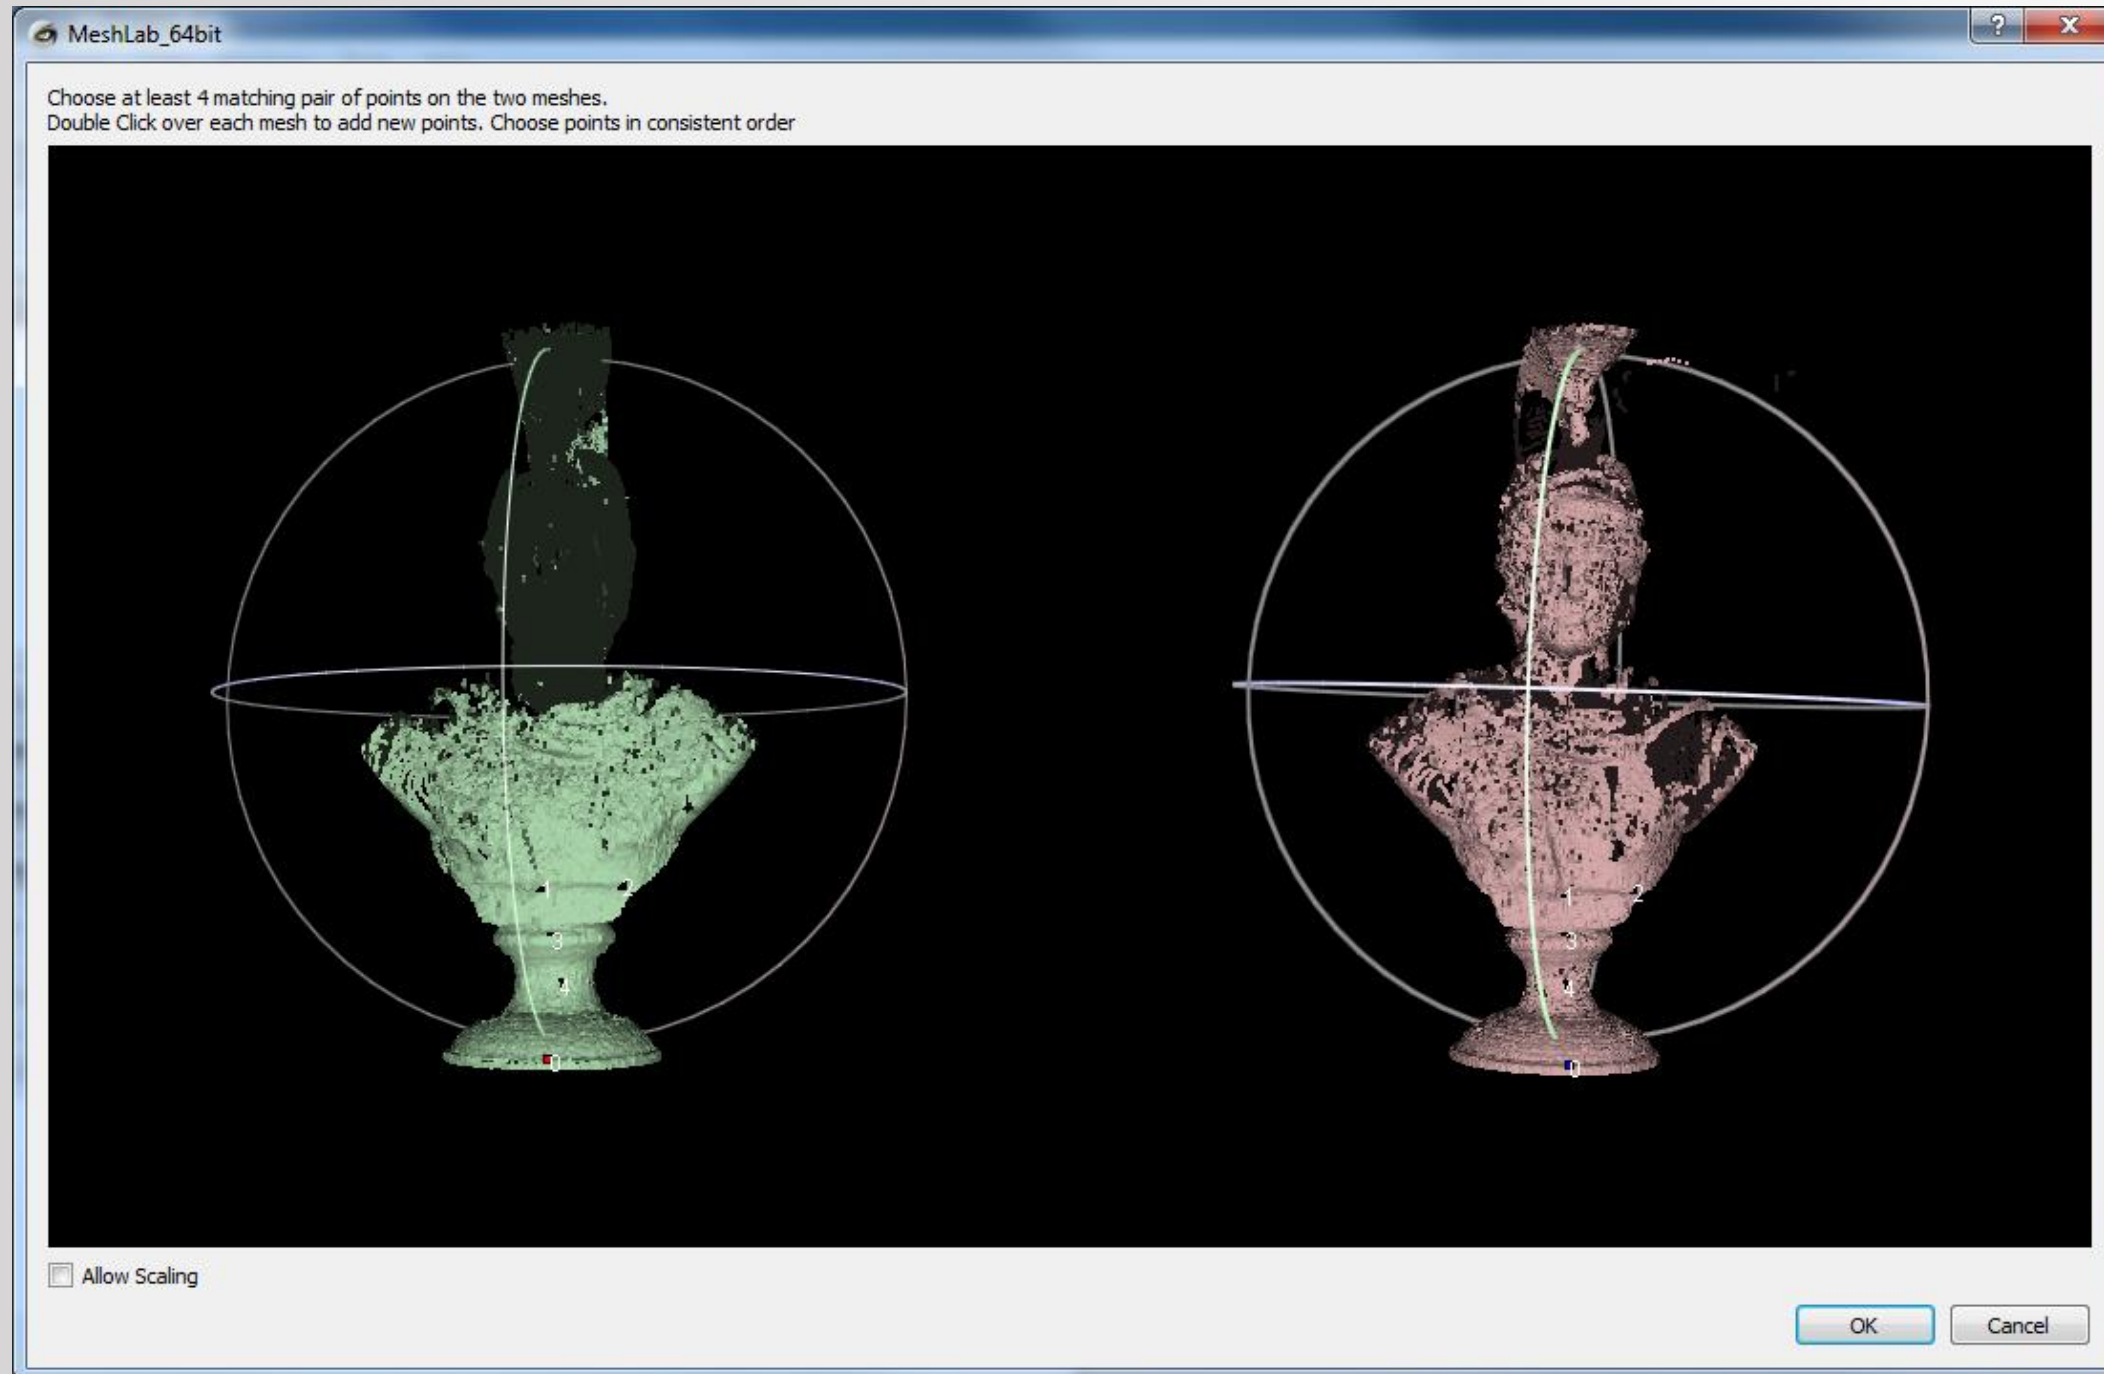 MeshLab_64bit
Choose at least 4 matching pair of points on the two meshes.
Double Click over each mesh to add new points. Choose points in consistent order
1 2 1 2
3 3
4 4
0 0
Allow Scaling
OK Cancel